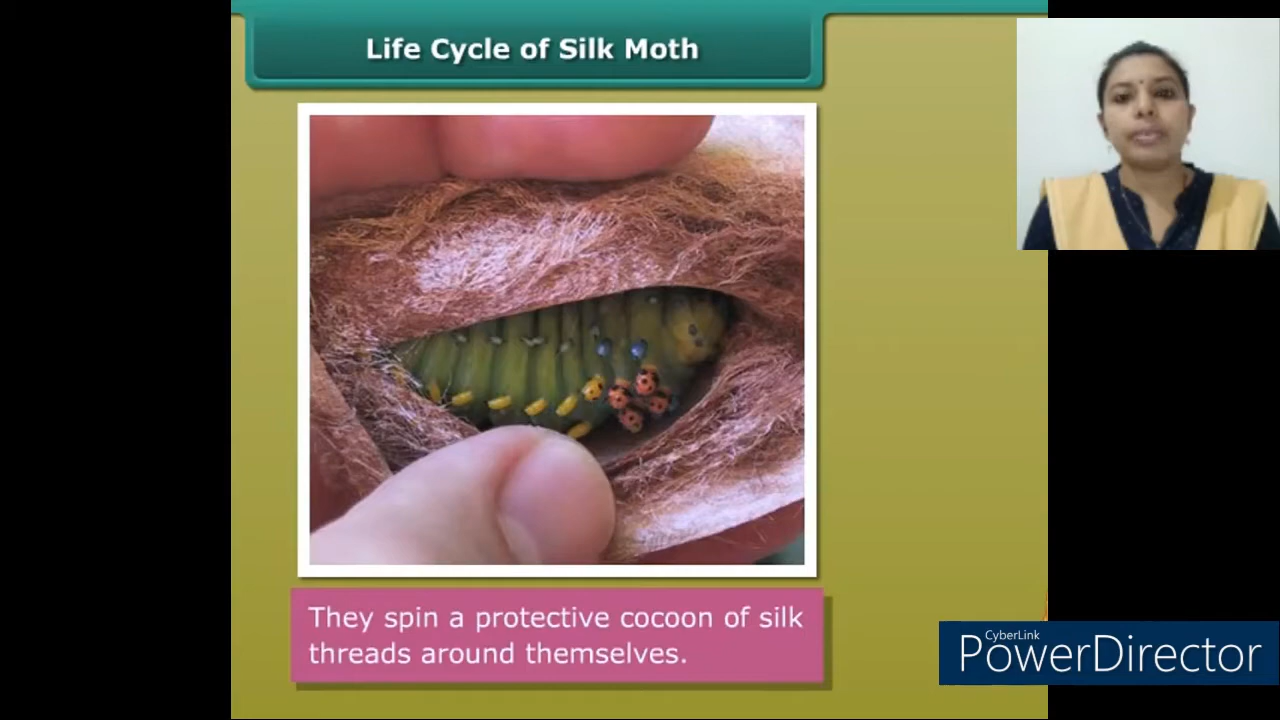 Life Cycle of Silk Moth
They spin a protective cocoon of silk
threads around themselves.
CyberLink
PowerDirector